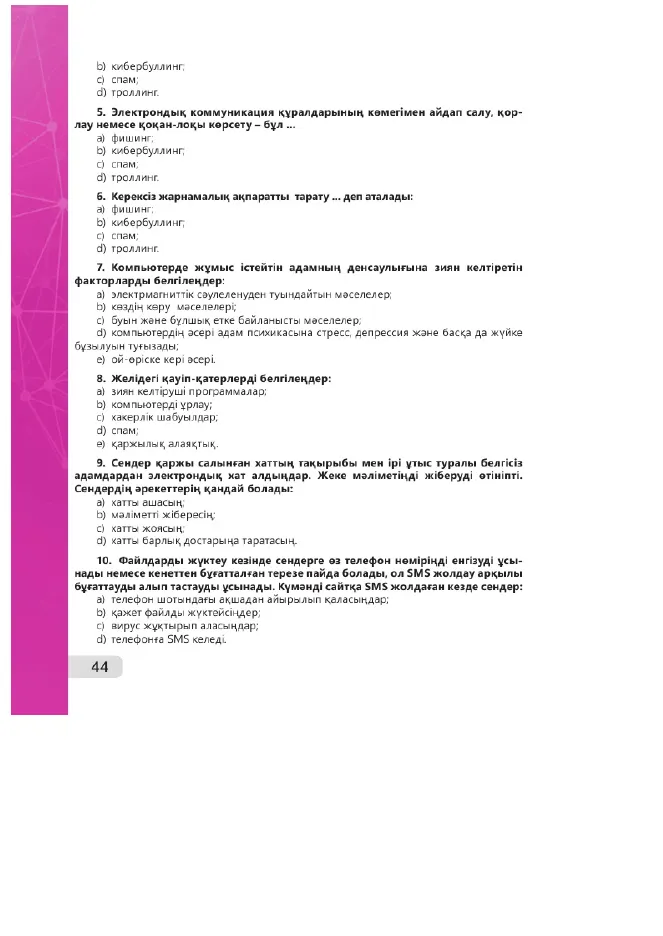 b) кибербуллинг;
c) спам;
d) троллинг.
5. Электрондық коммуникация құралдарының көмегімен айдап салу, қор-
лау немесе қоқан-лоқы көрсету – бұл ...
a) фишинг;
b) кибербуллинг;
c) спам;
d) троллинг.
6. Керексіз жарнамалық ақпаратты тарату ... деп аталады:
a) фишинг;
b) кибербуллинг;
c) спам;
d) троллинг.
7. Компьютерде жұмыс істейтін адамның денсаулығына зиян келтіретін
факторларды белгілеңдер:
a) электрмагниттік сәулеленуден туындайтын мәселелер;
b) көздің көру мәселелері;
c) буын және бұлшық етке байланысты мәселелер;
d) компьютердің әсері адам психикасына стресс, депрессия және басқа да жүйке
бұзылуын туғызады;
e) ой-өріске кері әсері.
8. Желідегі қауіп-қатерлерді белгілеңдер:
a) зиян келтіруші программалар;
b) компьютерді ұрлау;
c) хакерлік шабуылдар;
d) спам;
e) қаржылық алаяқтық.
9. Сендер қаржы салынған хаттың тақырыбы мен ірі ұтыс туралы белгісіз
адамдардан электрондық хат алдыңдар. Жеке мәліметіңді жіберуді өтініпті.
Сендердің әрекеттерің қандай болады:
a) хатты ашасың;
b) мәліметті жібересің;
c) хатты жоясың;
d) хатты барлық достарыңа таратасың.
10. Файлдарды жүктеу кезінде сендерге өз телефон нөміріңді енгізуді ұсы-
нады немесе кенеттен бұғатталған терезе пайда болады, ол SMS жолдау арқылы
бұғаттауды алып тастауды ұсынады. Күмәнді сайтқа SMS жолдаған кезде сендер:
a) телефон шотындағы ақшадан айырылып қаласыңдар;
b) қажет файлды жүктейсіңдер;
c) вирус жұқтырып аласыңдар;
d) телефонға SMS келеді.
44